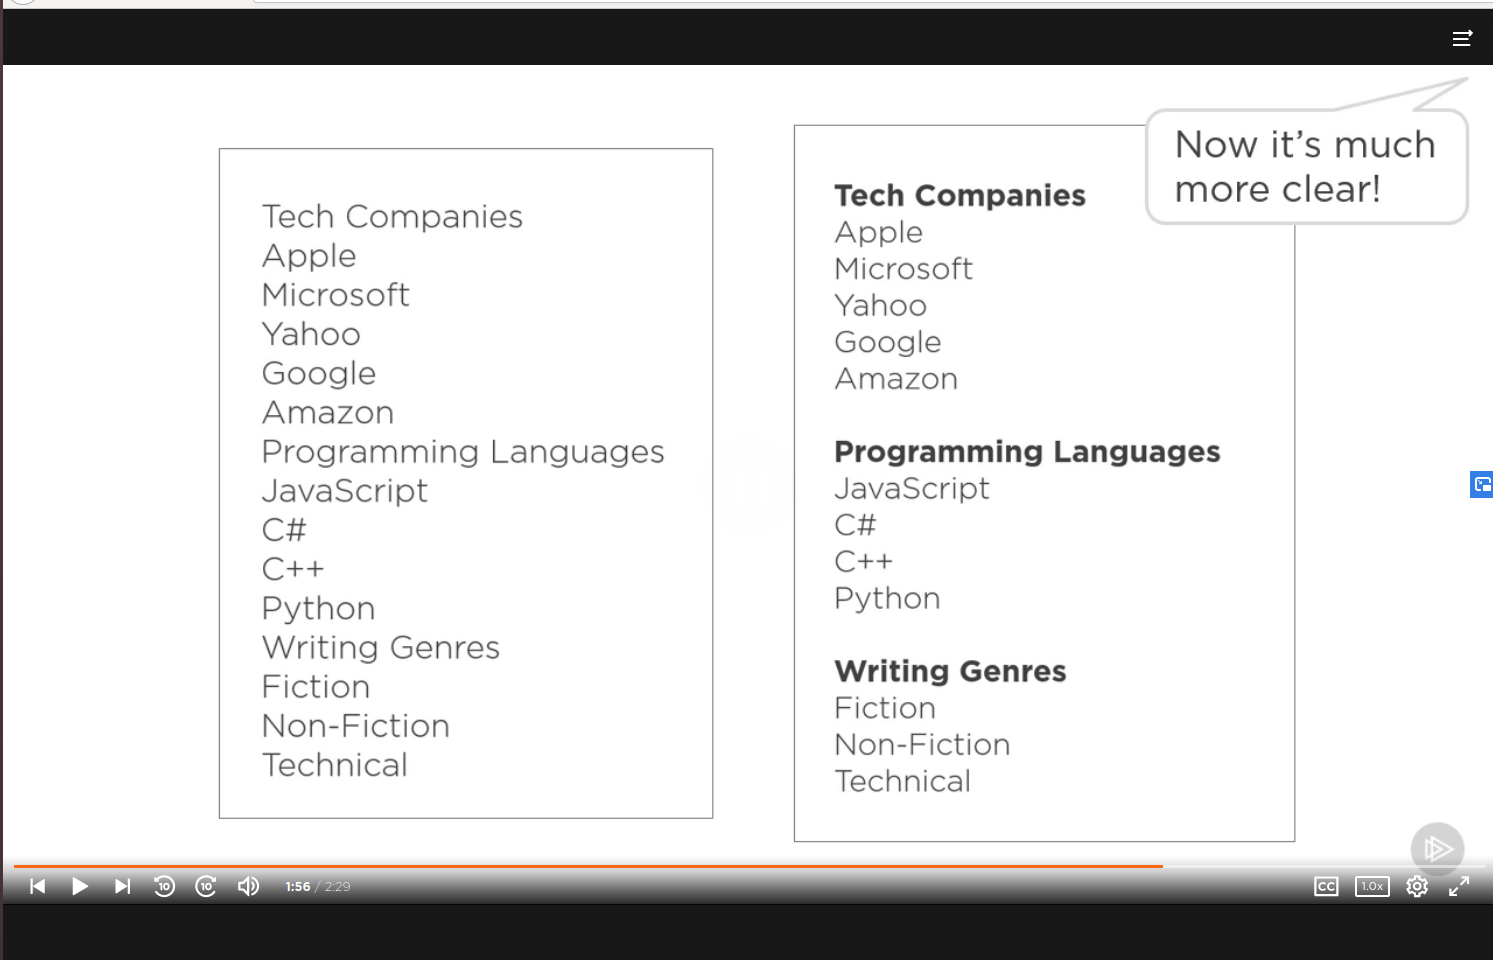 Now it's much
more clear!
Tech Companies
Apple
Microsoft
Yahoo
Google
Amazon
Programming Languages
JavaScript
C#
C++
Python
Writing Genres
Fiction
Non-Fiction
Technical
Tech Companies
Apple
Microsoft
Yahoo
Google
Amazon
Programming Languages
JavaScript
C#
C++
Python
Writing Genres
Fiction
Non-Fiction
Technical
10 10 1:56 / 2:29 CC 1.0x